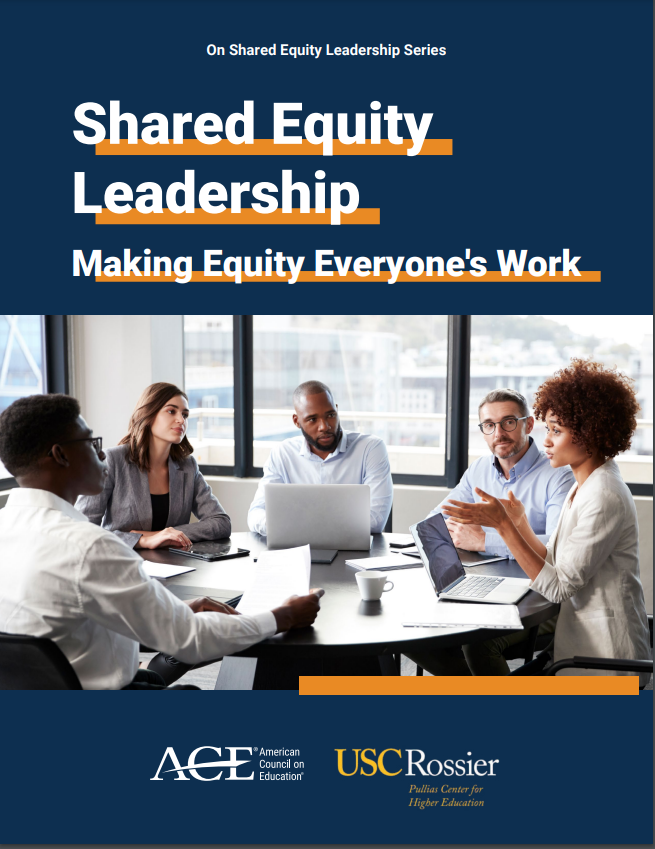 On Shared Equity Leadership Series
Shared Equity
Leadership
Making Equity Everyone's Work
ACE® American
Council on
Education®
USC Rossier
Pullias Center for
Higher Education